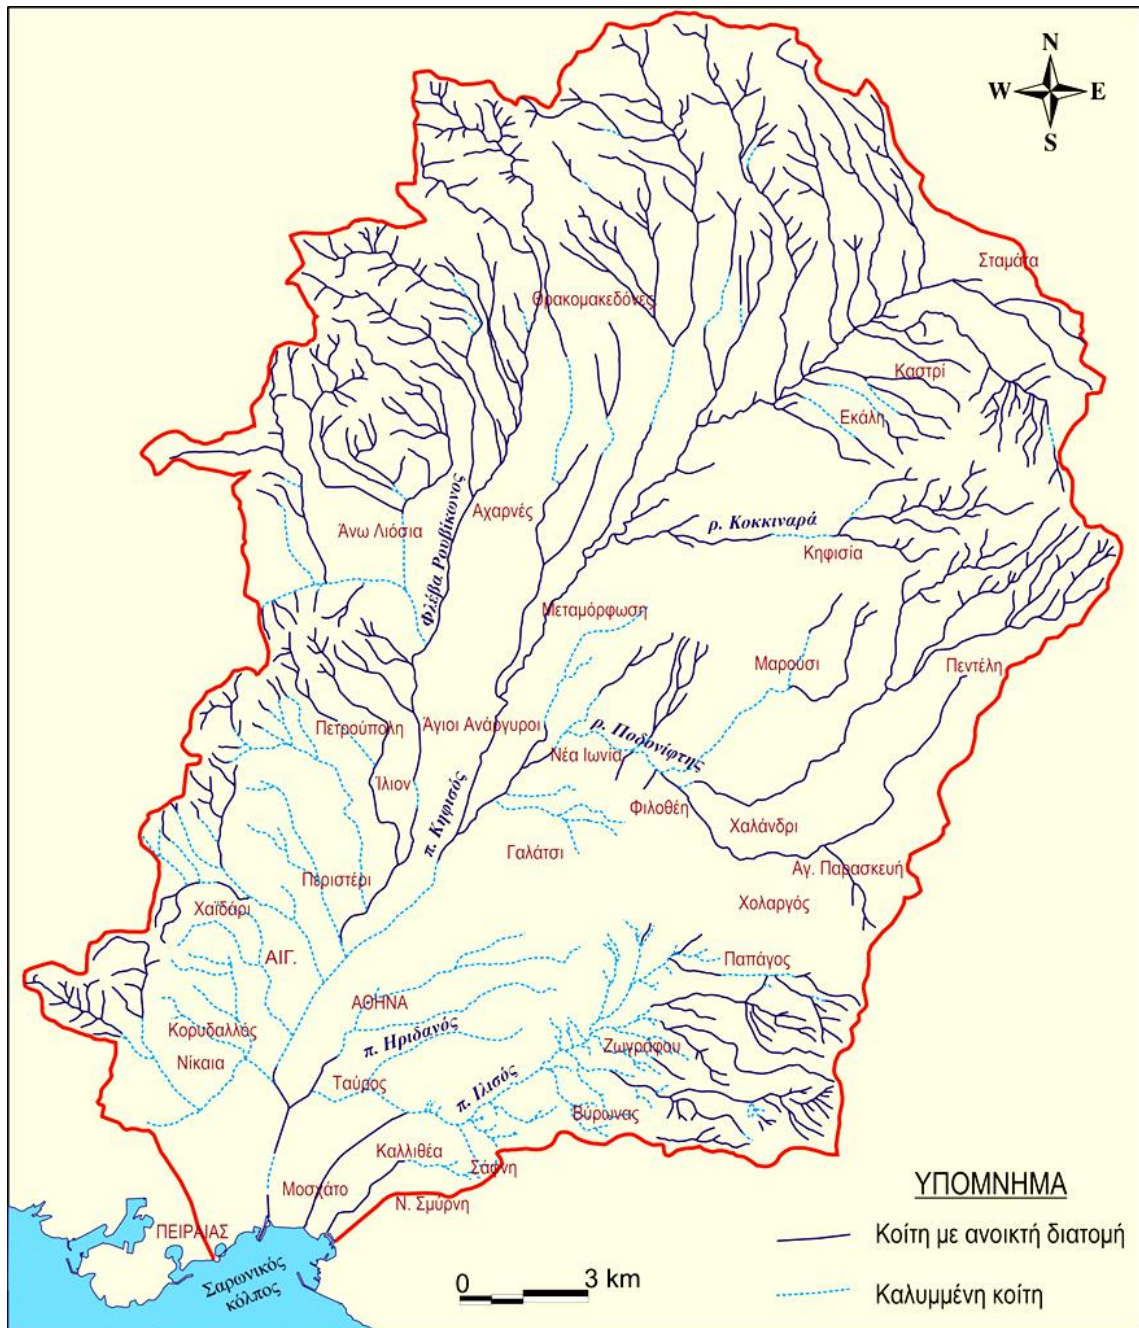 N
W E
S
Σταμάτα
Θρακομακεδόνες
Καστρί
Εκάλη
Αχαρνές
Άνω Λιόσια
ρ. Κοκκιναρά
Κηφισία
Φλέβα Ρουβίκωνος
Μεταμόρφωση
Μαρούσι
Πεντέλη
Πετρούπολη
Άγιοι Ανάργυροι
ρ. Ποδονίφτης
Νέα Ιωνία
Ίλιον
π. Κηφισός
Φιλοθέη
Χαλάνδρι
Γαλάτσι
Αγ. Παρασκευή
Περιστέρι
Χολαργός
Χαϊδάρι
ΑΙΓ.
Παπάγος
ΑΘΗΝΑ
Κορυδαλλός
π. Ηριδανός
Ζωγράφου
Νίκαια
Ταύρος
π. Ιλισός
Βύρωνας
Καλλιθέα
Σάφνη
Μοσχάτο
Ν. Σμύρνη
ΠΕΙΡΑΙΑΣ
Σαρωνικός
κόλπος
0 3 km
ΥΠΟΜΝΗΜΑ
Κοίτη με ανοικτή διατομή
Καλυμμένη κοίτη